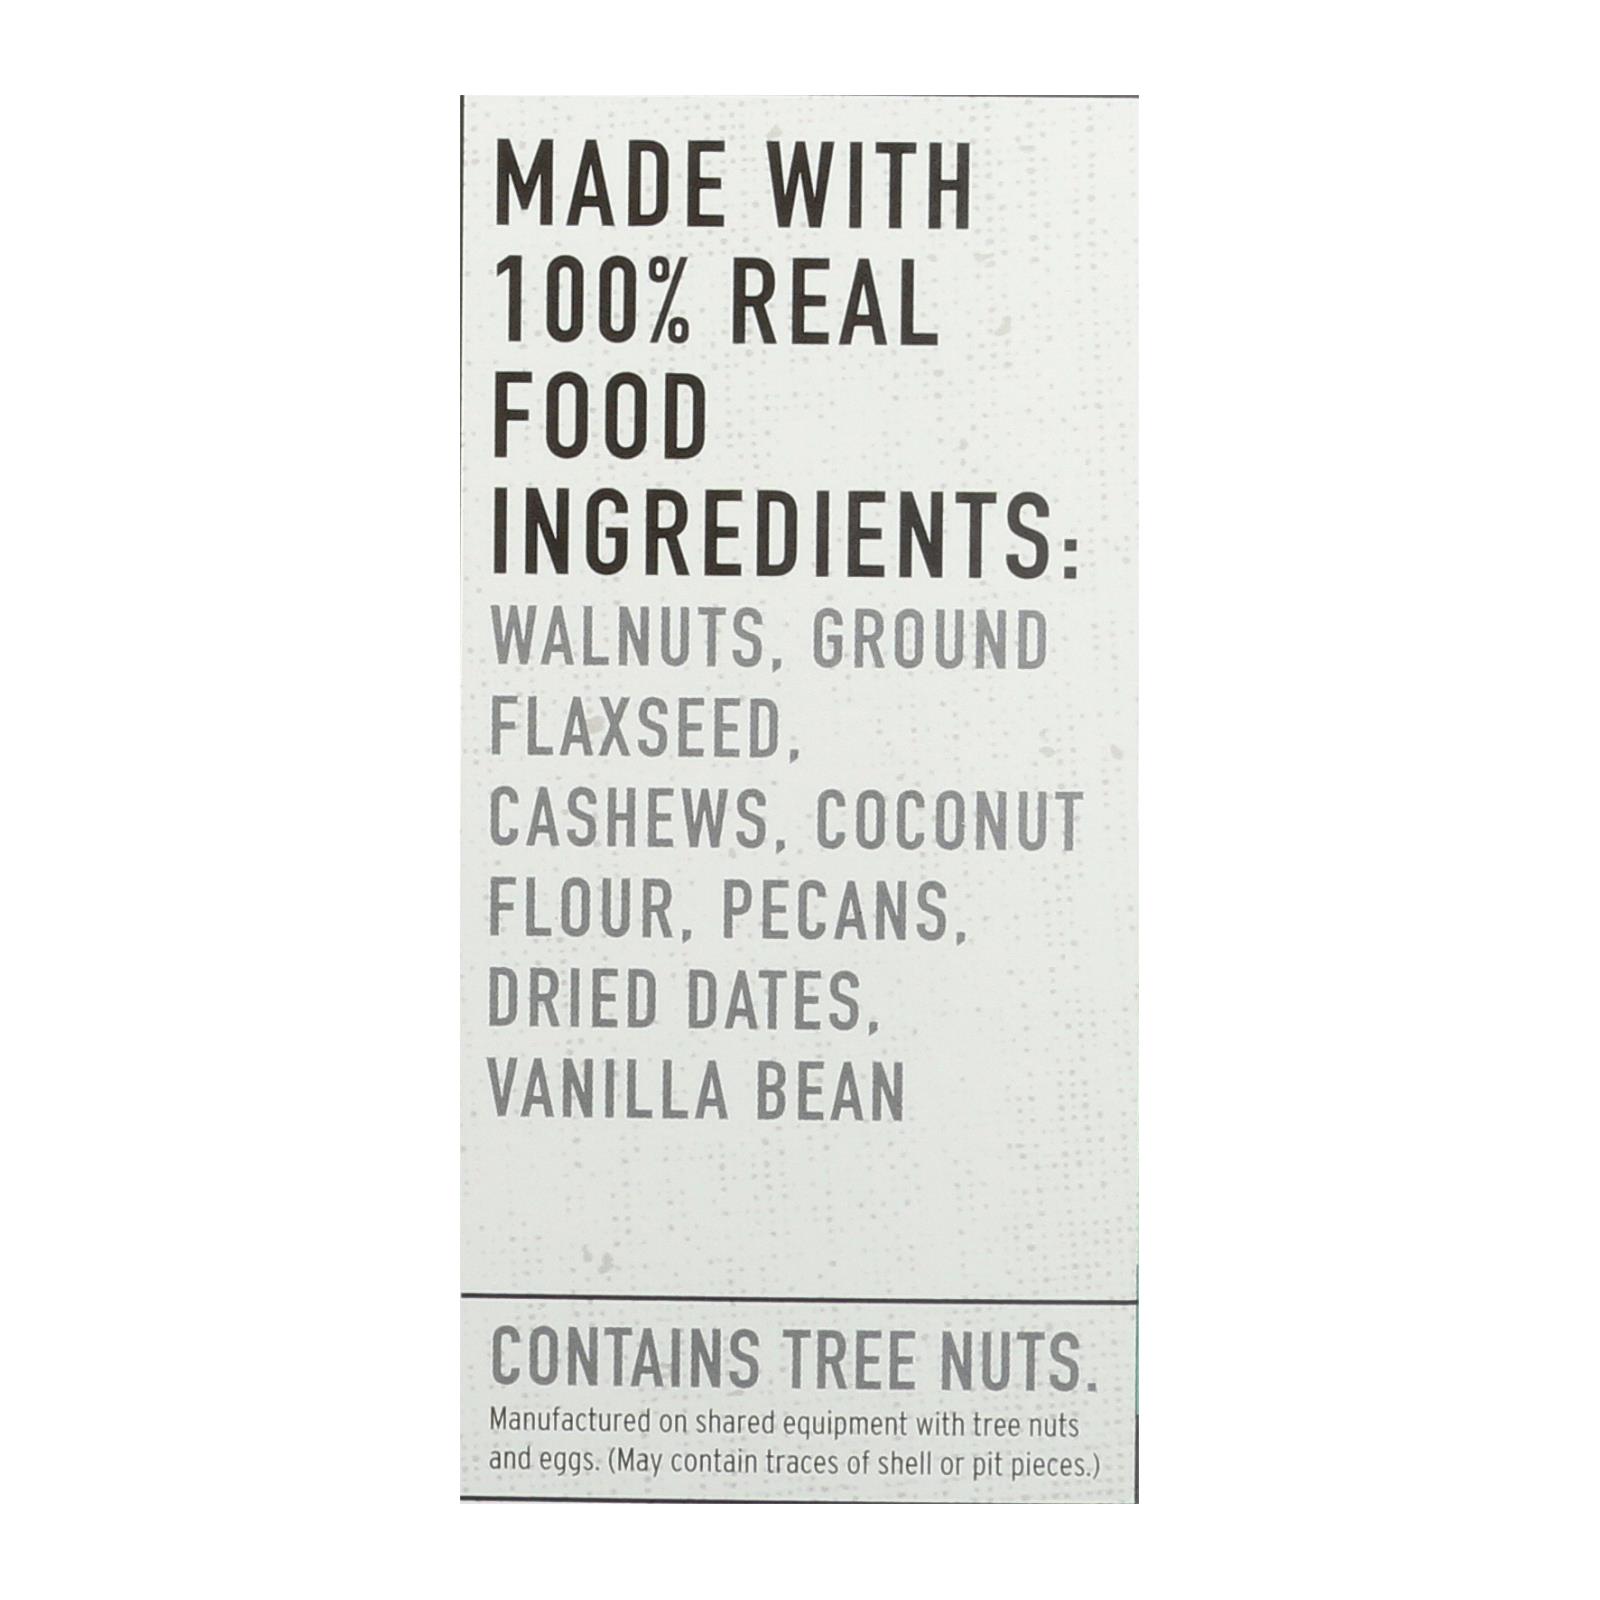 MADE WITH
100% REAL
FOOD
INGREDIENTS:
WALNUTS, GROUND
FLAXSEED,
CASHEWS, COCONUT
FLOUR, PECANS,
DRIED DATES,
VANILLA BEAN
CONTAINS TREE NUTS.
Manufactured on shared equipment with tree nuts
and eggs. (May contain traces of shell or pit pieces.)